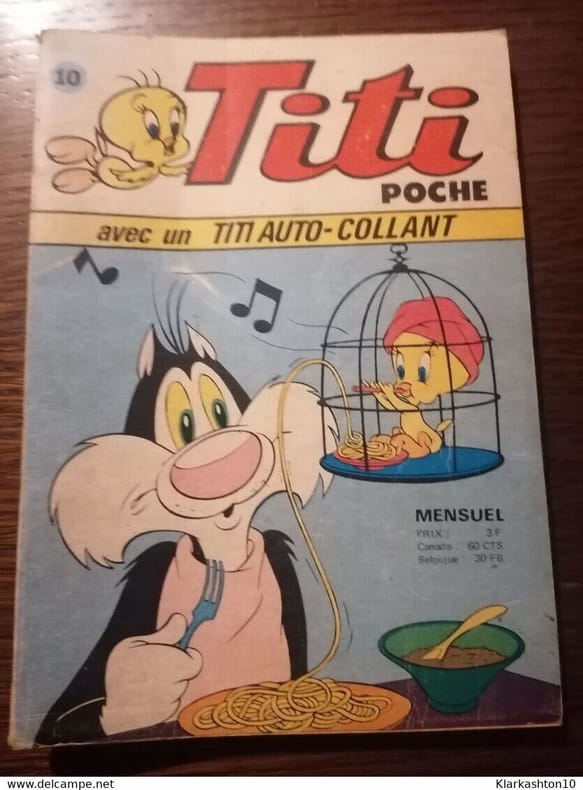 10
Titi
POCHE
avec un TITI AUTO-COLLANT
MENSUEL
PRIX : 3 F
Canada : 60 CTS
Belgique : 30 FB
www.delcampe.net
Klarkashton10